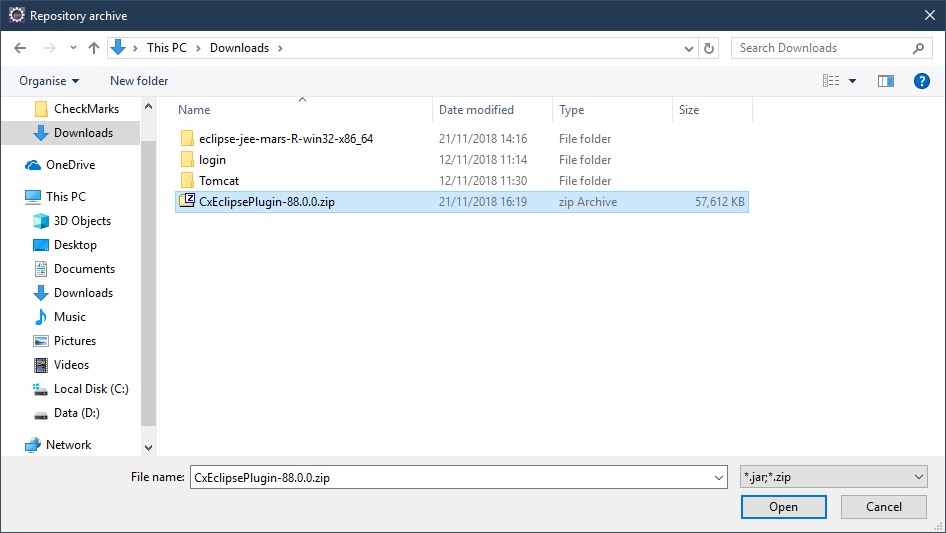 Repository archive
This PC Downloads
Search Downloads
Organise New folder
Name Date modified Type Size
CheckMarks
Downloads
OneDrive
This PC
3D Objects
Desktop
Documents
Downloads
Music
Pictures
Videos
Local Disk (C:)
Data (D:)
Network
eclipse-jee-mars-R-win32-x86_64 21/11/2018 14:16 File folder
login 12/11/2018 11:14 File folder
Tomcat 12/11/2018 11:30 File folder
CxEclipsePlugin-88.0.0.zip 21/11/2018 16:19 zip Archive 57,612 KB
File name: CxEclipsePlugin-88.0.0.zip *.jar;*.zip
Open Cancel